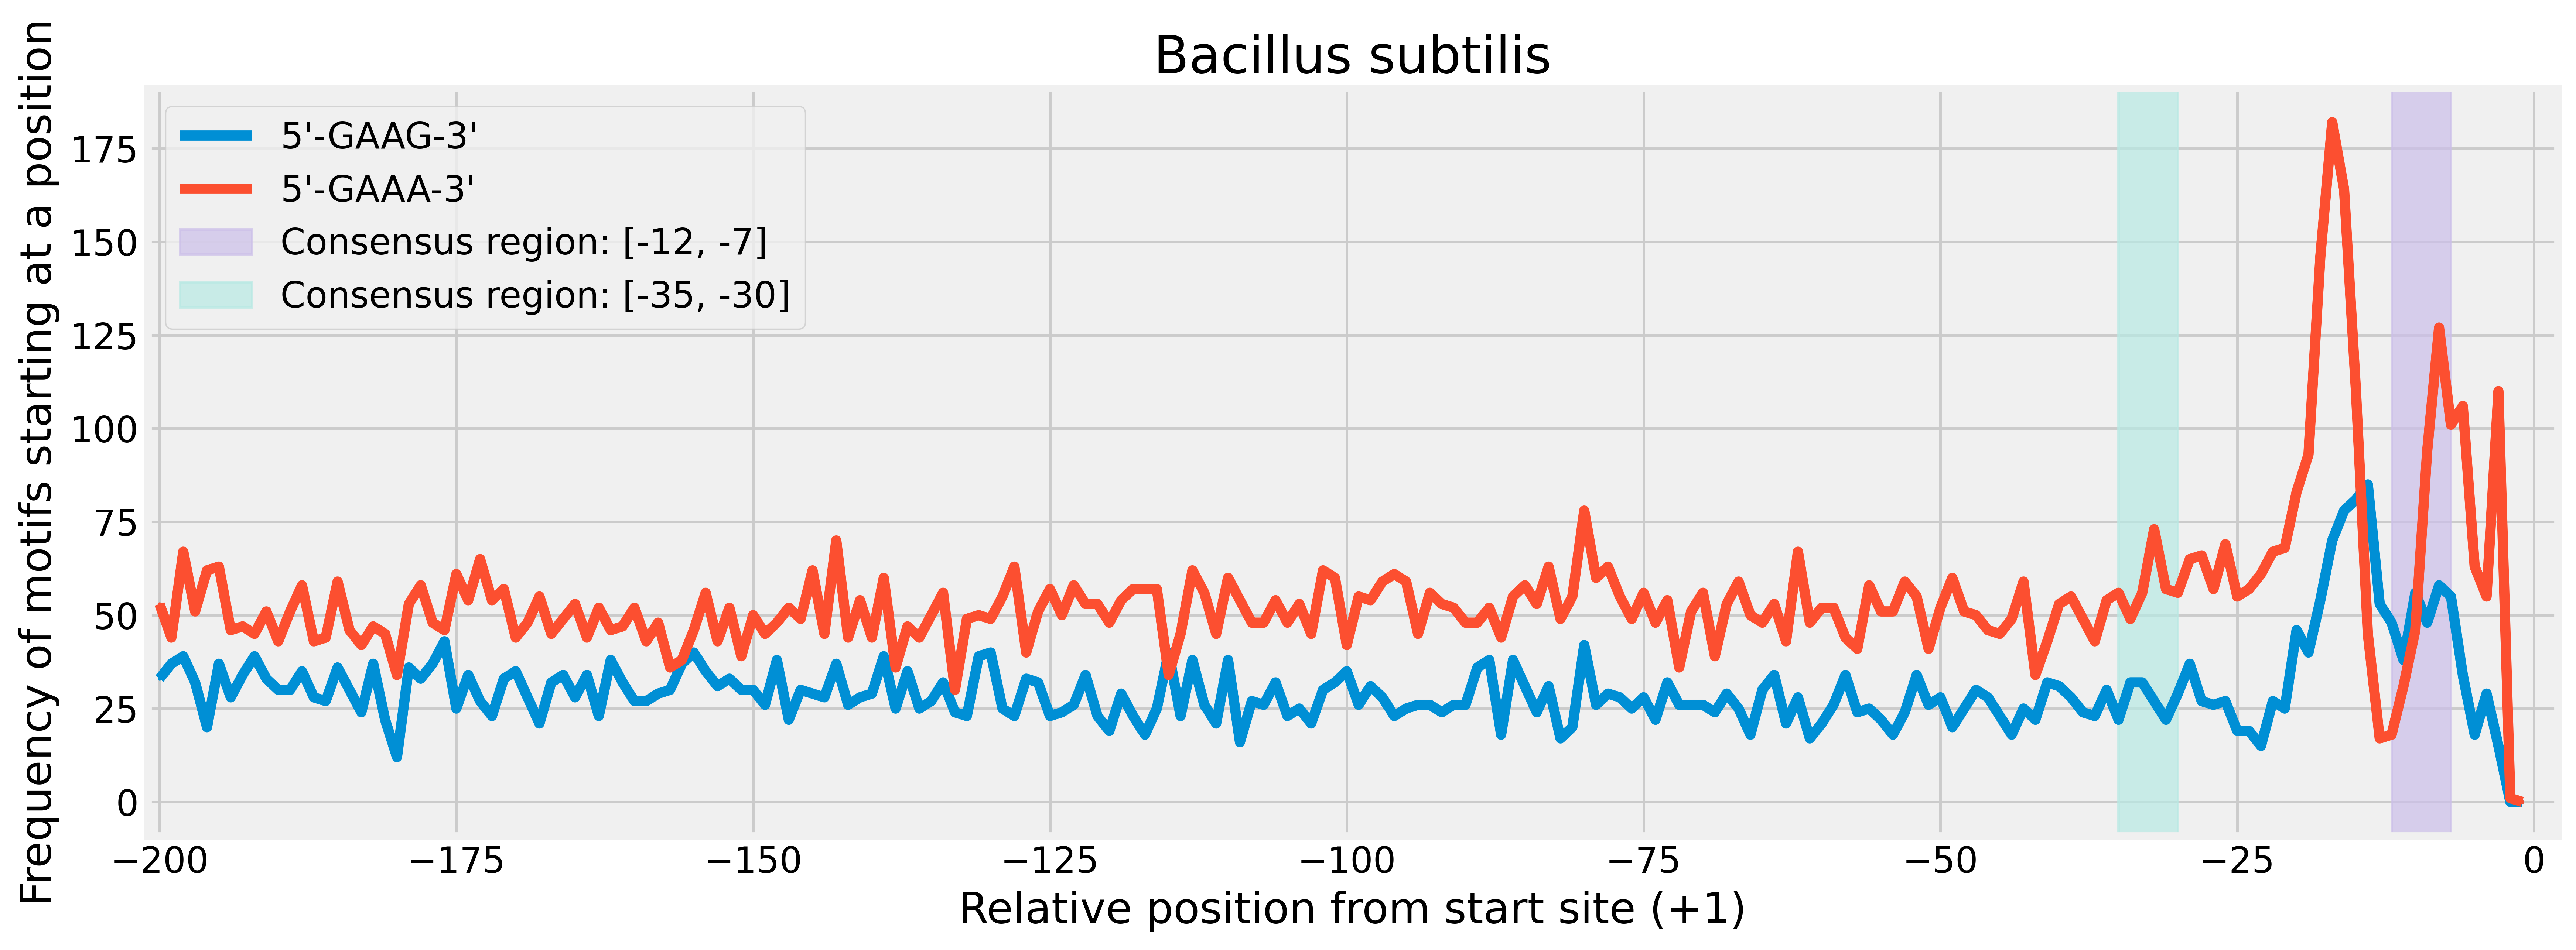 Bacillus subtilis
Frequency of motifs starting at a position
175
150
125
100
75
50
25
0
5'-GAAG-3'
5'-GAAA-3'
Consensus region: [-12, -7]
Consensus region: [-35, -30]
−200 −175 −150 −125 −100 −75 −50 −25 0
Relative position from start site (+1)